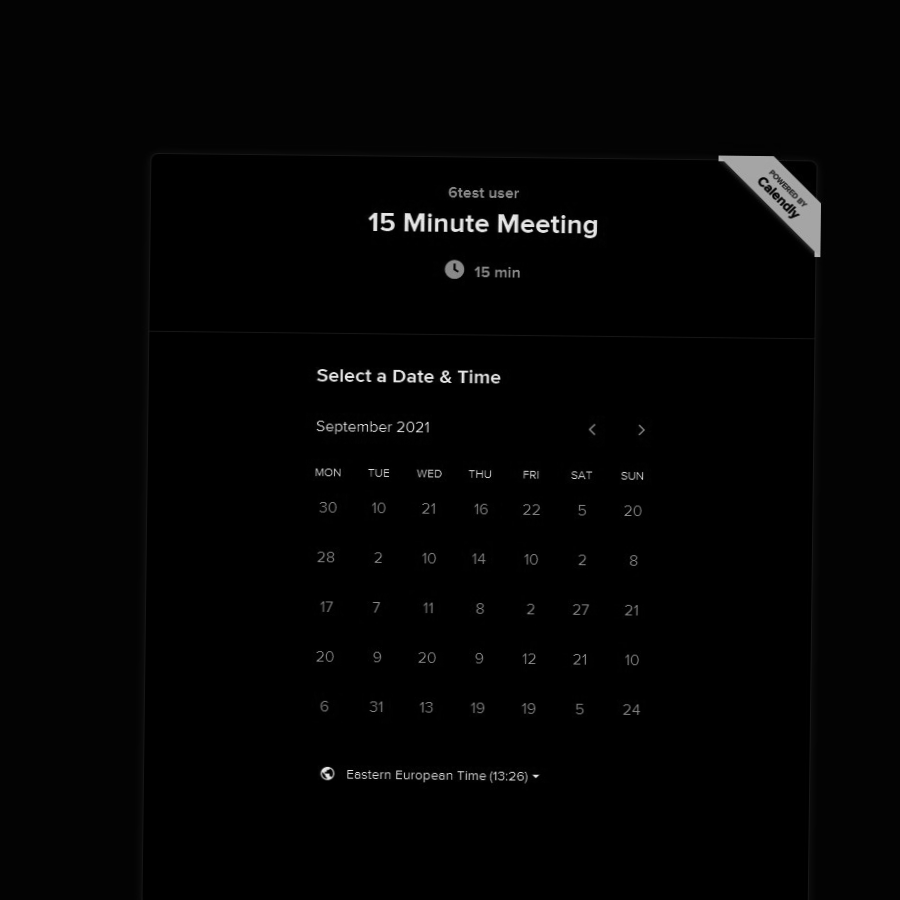 POWERED BY
Calendly
6test user
15 Minute Meeting
15 min
Select a Date & Time
September 2021
MON TUE WED THU FRI SAT SUN
30 10 21 16 22 5 20
28 2 10 14 10 2 8
17 7 11 8 2 27 21
20 9 20 9 12 21 10
6 31 13 19 19 5 24
Eastern European Time (13:26)